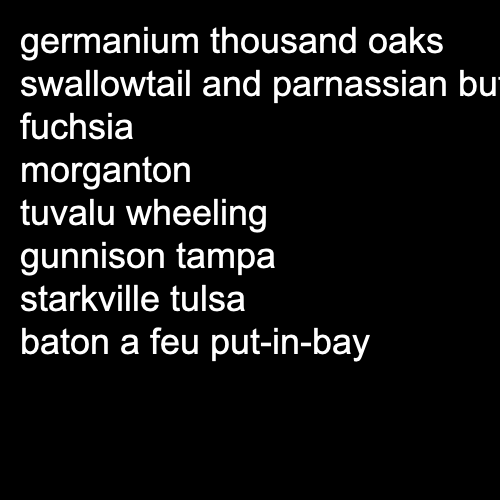 germanium thousand oaks
swallowtail and parnassian
fuchsia
morganton
tuvalu wheeling
gunnison tampa
starkville tulsa
baton a feu put-in-bay